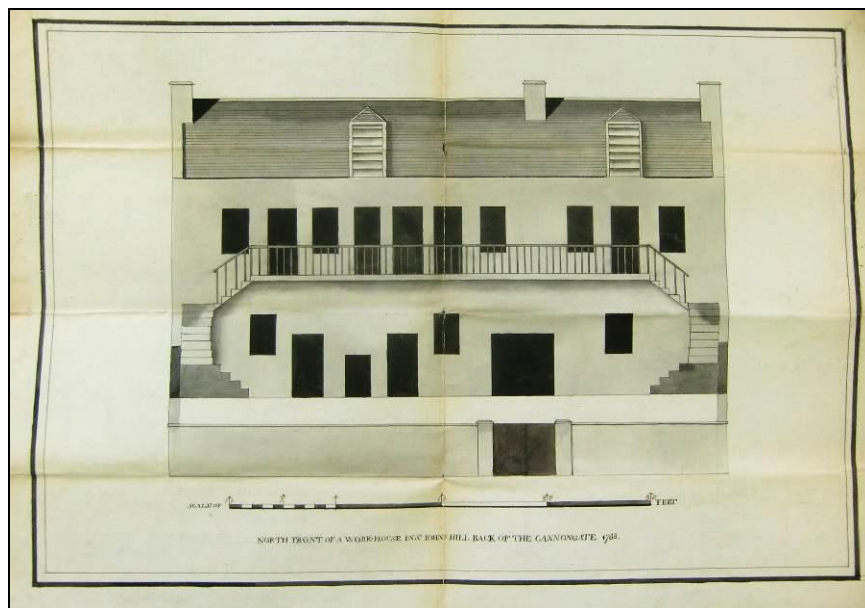 SCALE OF FEET
NORTH FRONT OF A WORK-HOUSE IN ST JOHNS HILL BACK OF THE CANNONGATE 1788.